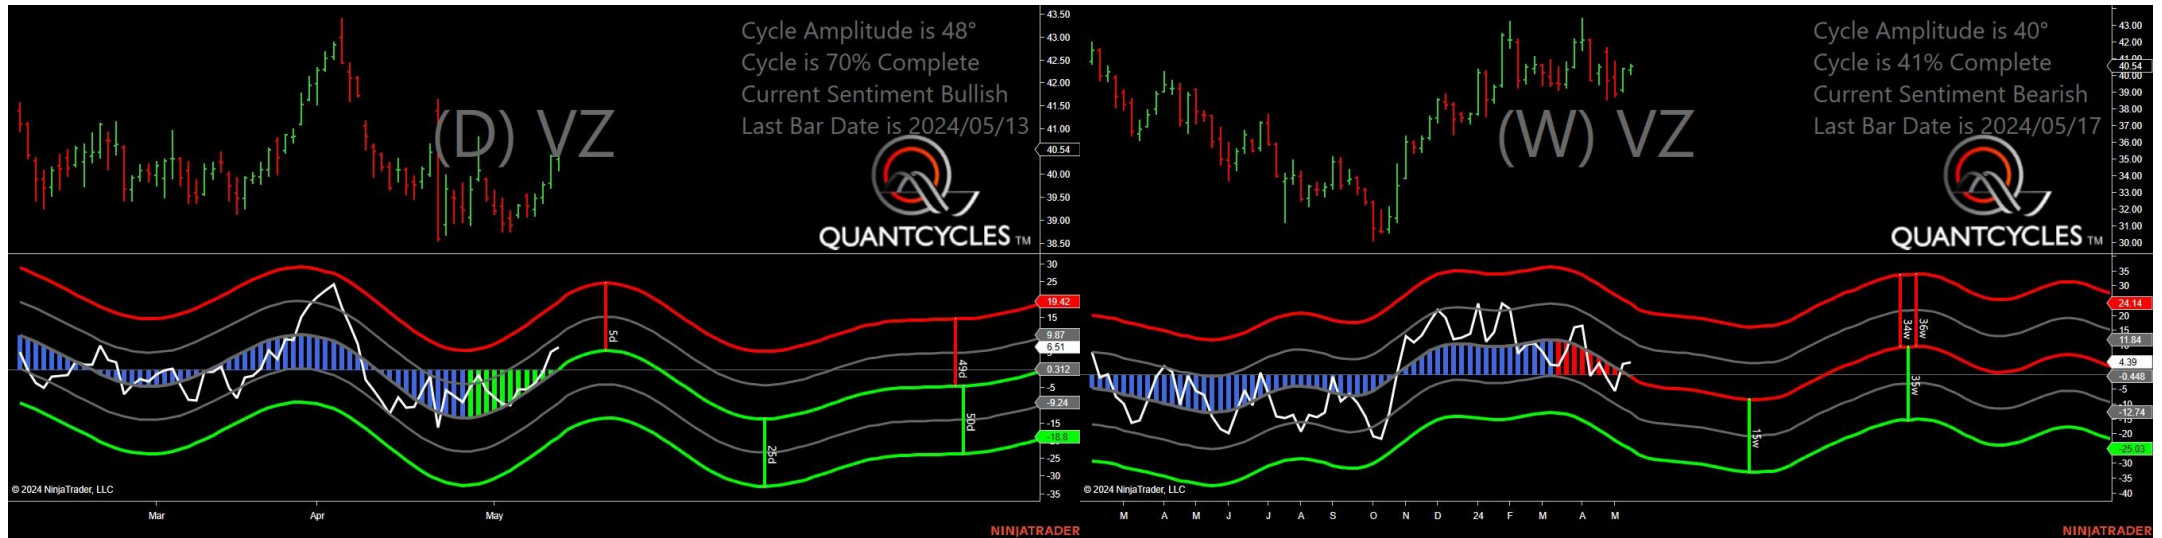 Cycle Amplitude is 48°
Cycle is 70% Complete
Current Sentiment Bullish
Last Bar Date is 2024/05/13
(D) VZ
QUANTCYCLES TM
43.50
43.00
42.50
42.00
41.50
41.00
40.54
40.00
39.50
39.00
38.50
30
25
19.42
15
9.87
6.51
0.312
-5
-9.24
-15
-18.8
-25
-30
-35
5d
25d
49d
50d
© 2024 NinjaTrader, LLC
Mar
Apr
May
NINJATRADER
Cycle Amplitude is 40°
Cycle is 41% Complete
Current Sentiment Bearish
Last Bar Date is 2024/05/17
(W) VZ
QUANTCYCLES TM
43.00
42.00
40.54
40.00
39.00
38.00
37.00
36.00
35.00
34.00
33.00
32.00
31.00
30.00
35
30
24.14
20
15
11.84
4.39
-0.448
-12.74
-15
-20
-25.03
-30
-35
-40
15w
34w
36w
35w
© 2024 NinjaTrader, LLC
M A M J J A S O N D 24 F M A M
NINJATRADER